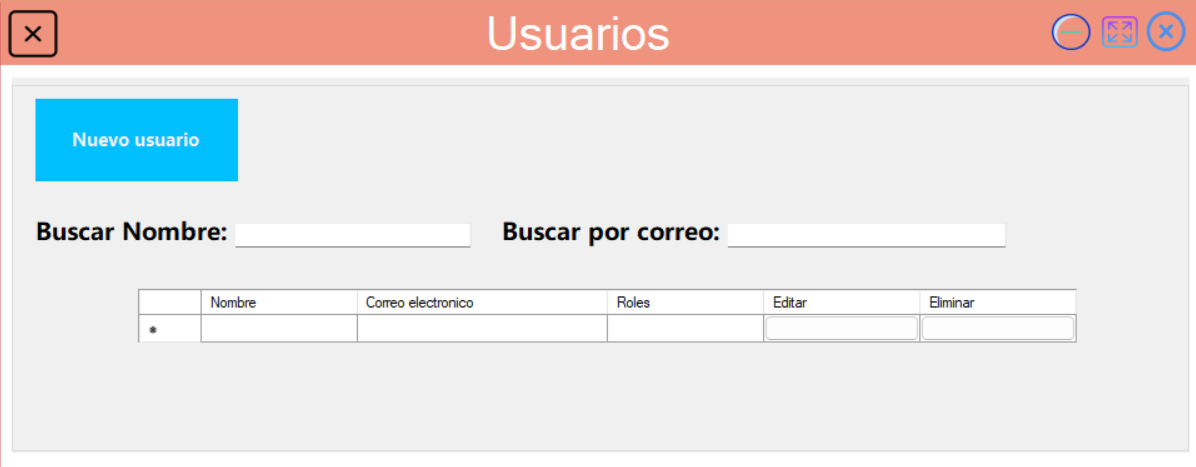 Usuarios
Nuevo usuario
Buscar Nombre: Buscar por correo:
Nombre Correo electronico Roles Editar Eliminar
*